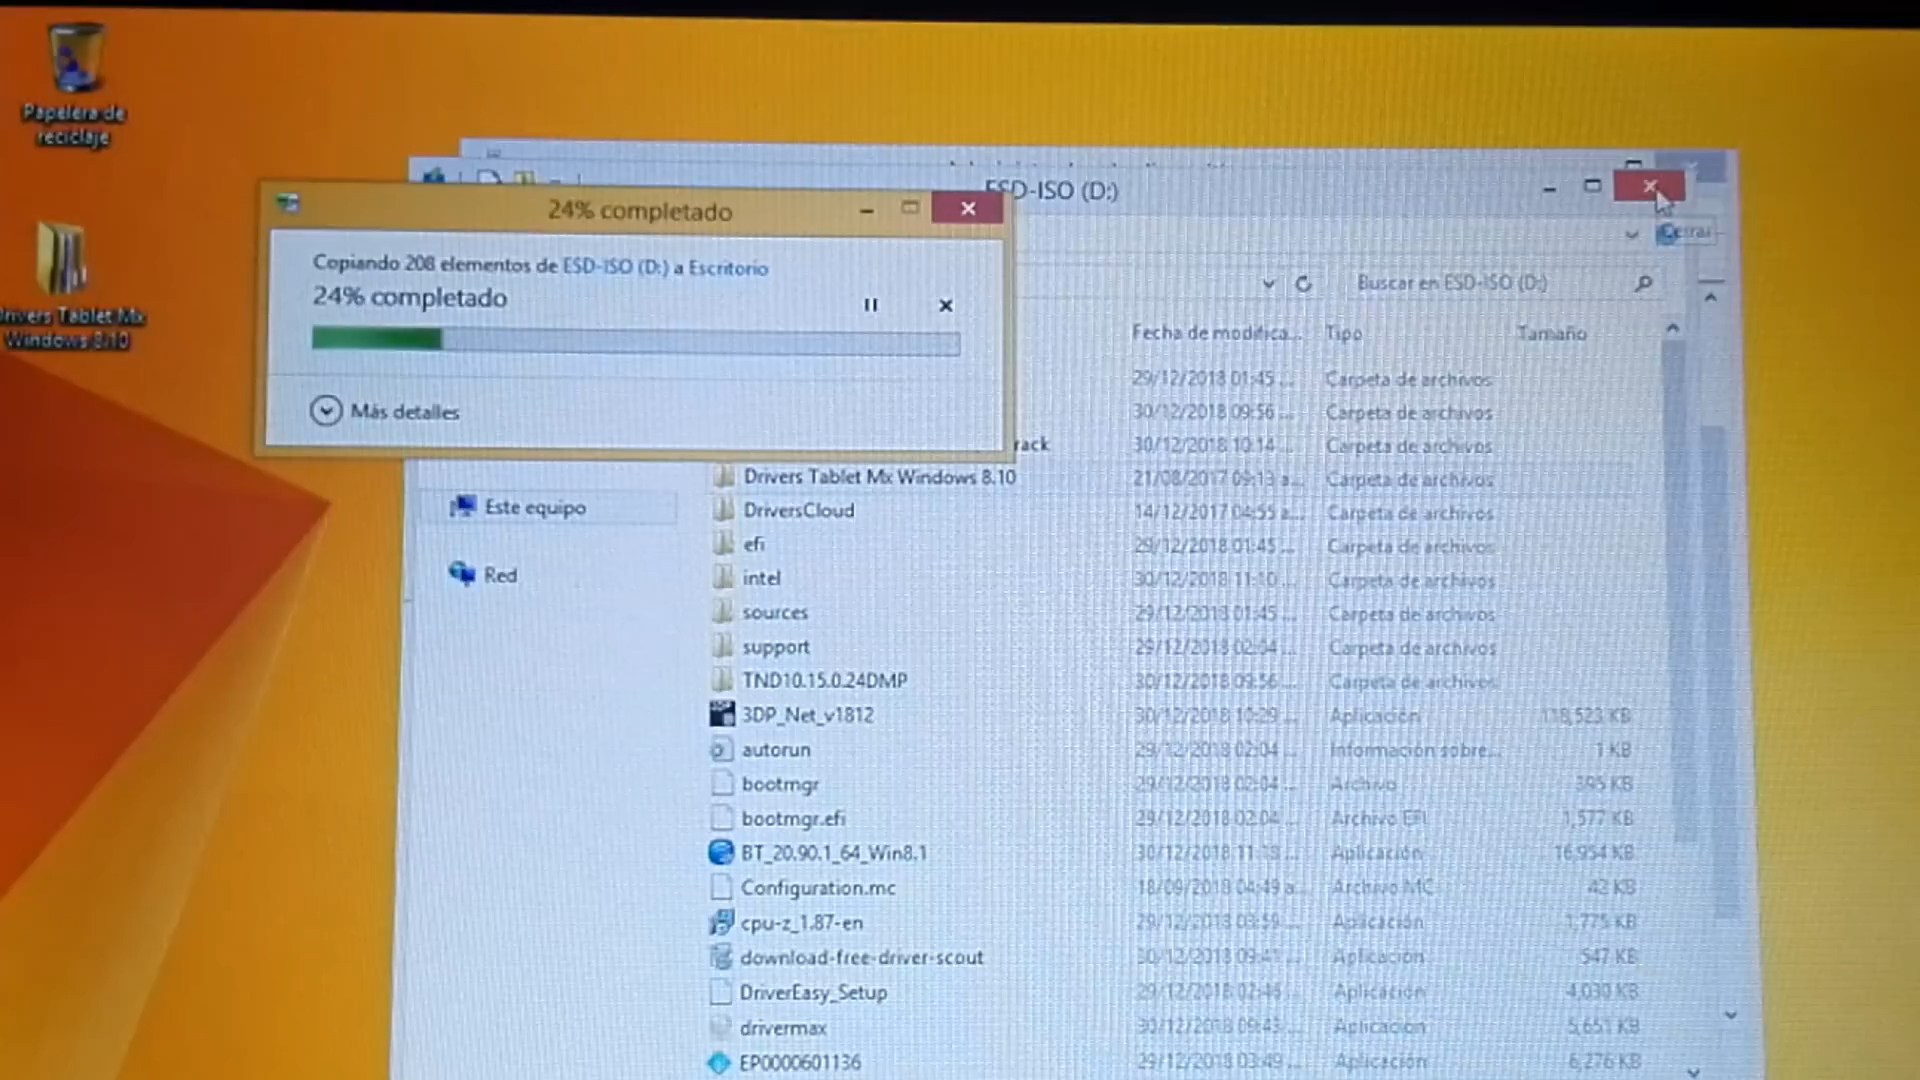 Papelera de
reciclaje
Drivers Tablet Mx
Windows 8.10
ESD-ISO (D:)
Cerrar
24% completado
Copiando 208 elementos de ESD-ISO (D:) a Escritorio
24% completado
Más detalles
Buscar en ESD-ISO (D:)
Fecha de modifica... Tipo Tamaño
29/12/2018 01:45 ... Carpeta de archivos
30/12/2018 09:56 ... Carpeta de archivos
rack 30/12/2018 10:14 ... Carpeta de archivos
Drivers Tablet Mx Windows 8.10 21/08/2017 09:13 a... Carpeta de archivos
Este equipo
DriversCloud 14/12/2017 04:55 a... Carpeta de archivos
efi 29/12/2018 01:45 ... Carpeta de archivos
Red
intel 30/12/2018 11:10 ... Carpeta de archivos
sources 29/12/2018 01:45 ... Carpeta de archivos
support 29/12/2018 02:04 ... Carpeta de archivos
TND10.15.0.24DMP 30/12/2018 09:56 ... Carpeta de archivos
3DP_Net_v1812 30/12/2018 10:29 ... Aplicación 118,523 KB
autorun 29/12/2018 02:04 ... Información sobre... 1 KB
bootmgr 29/12/2018 02:04 ... Archivo 395 KB
bootmgr.efi 29/12/2018 02:04 ... Archivo EFI 1,577 KB
BT_20.90.1_64_Win8.1 30/12/2018 ... Aplicación 16,954 KB
Configuration.mc 18/09/2018 04:49 a... Archivo MC 42 KB
cpu-z_1.87-en 29/12/2018 03:59 ... Aplicación 1,775 KB
download-free-driver-scout 30/12/2018 09:41 ... Aplicación 547 KB
DriverEasy_Setup 29/12/2018 02:46 ... Aplicación 4,030 KB
drivermax 30/12/2018 09:43 ... Aplicación 5,651 KB
EP0000601136 29/12/2018 03:49 ... Aplicación 6,276 KB